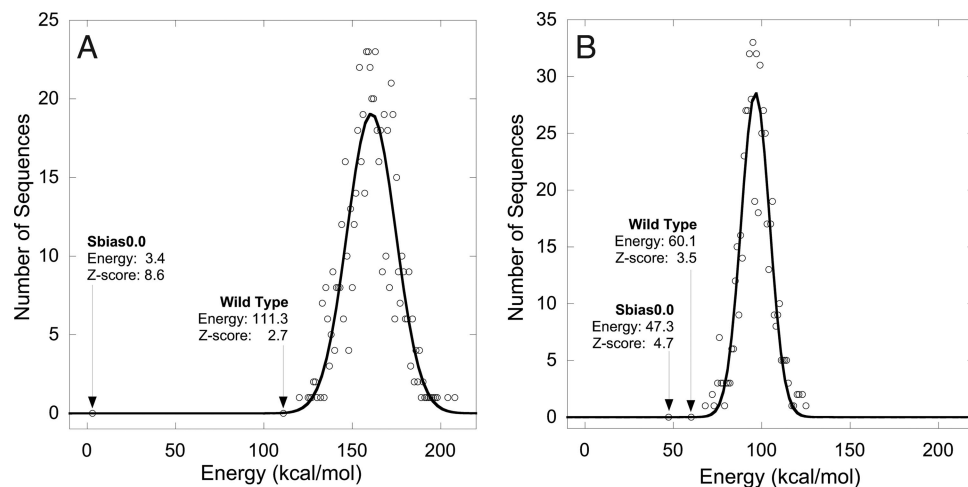 A
25
20
15
10
5
0
Number of Sequences
Sbias0.0
Energy: 3.4
Z-score: 8.6
Wild Type
Energy: 111.3
Z-score: 2.7
0 50 100 150 200
Energy (kcal/mol)
B
35
30
25
20
15
10
5
0
Number of Sequences
Wild Type
Energy: 60.1
Z-score: 3.5
Sbias0.0
Energy: 47.3
Z-score: 4.7
0 50 100 150 200
Energy (kcal/mol)